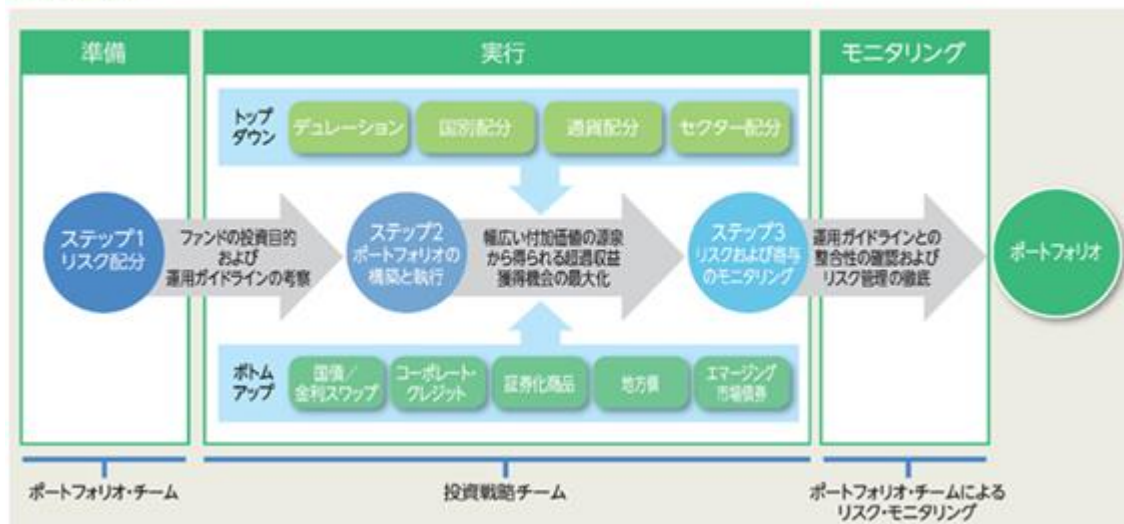 準備
実行
モニタリング
トップ
ダウン
デュレーション
国別配分
通貨配分
セクター配分
ステップ1
リスク配分
ファンドの投資目的
および
運用ガイドラインの考察
ステップ2
ポートフォリオの
構築と執行
幅広い付加価値の源泉
から得られる超過収益
獲得機会の最大化
ステップ3
リスクおよび寄与
のモニタリング
運用ガイドラインとの
整合性の確認および
リスク管理の徹底
ポートフォリオ
ボトム
アップ
国債/
金利スワップ
コーポレート・
クレジット
証券化商品
地方債
エマージング
市場債券
ポートフォリオ・チーム
投資戦略チーム
ポートフォリオ・チームによる
リスク・モニタリング